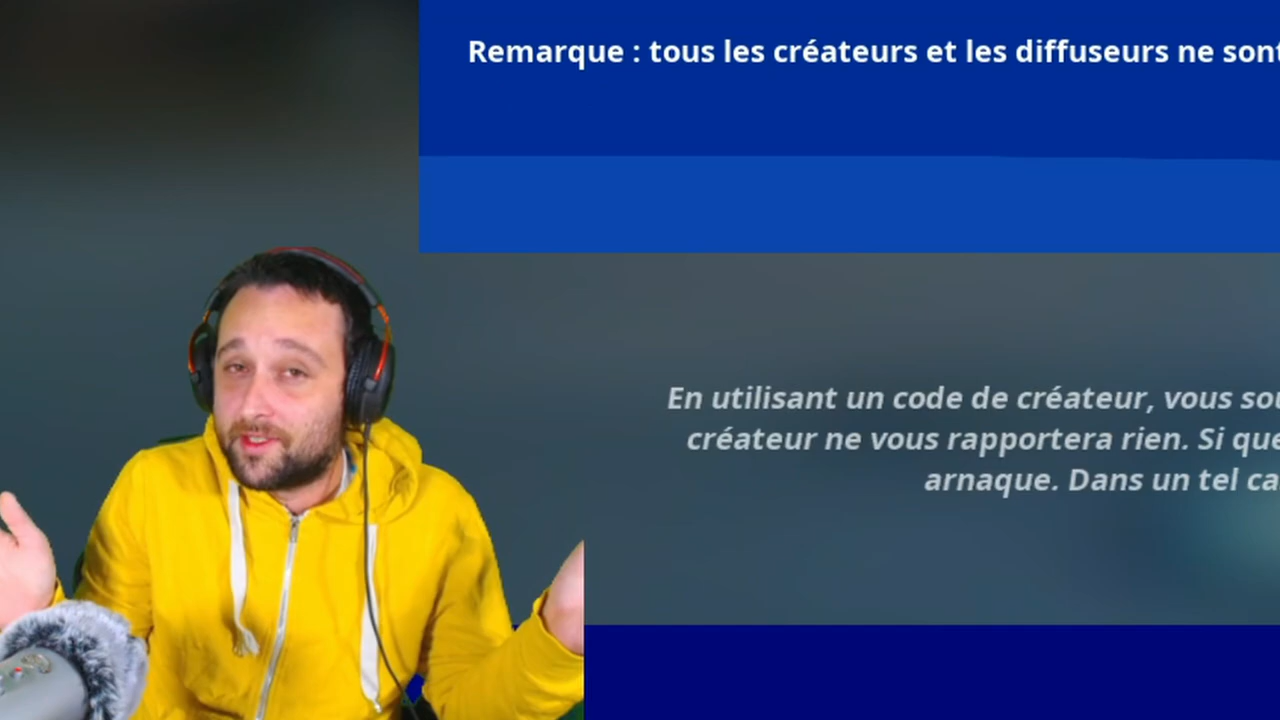 Remarque : tous les créateurs et les diffuseurs ne sont
En utilisant un code de créateur, vous sou
créateur ne vous rapportera rien. Si que
arnaque. Dans un tel ca